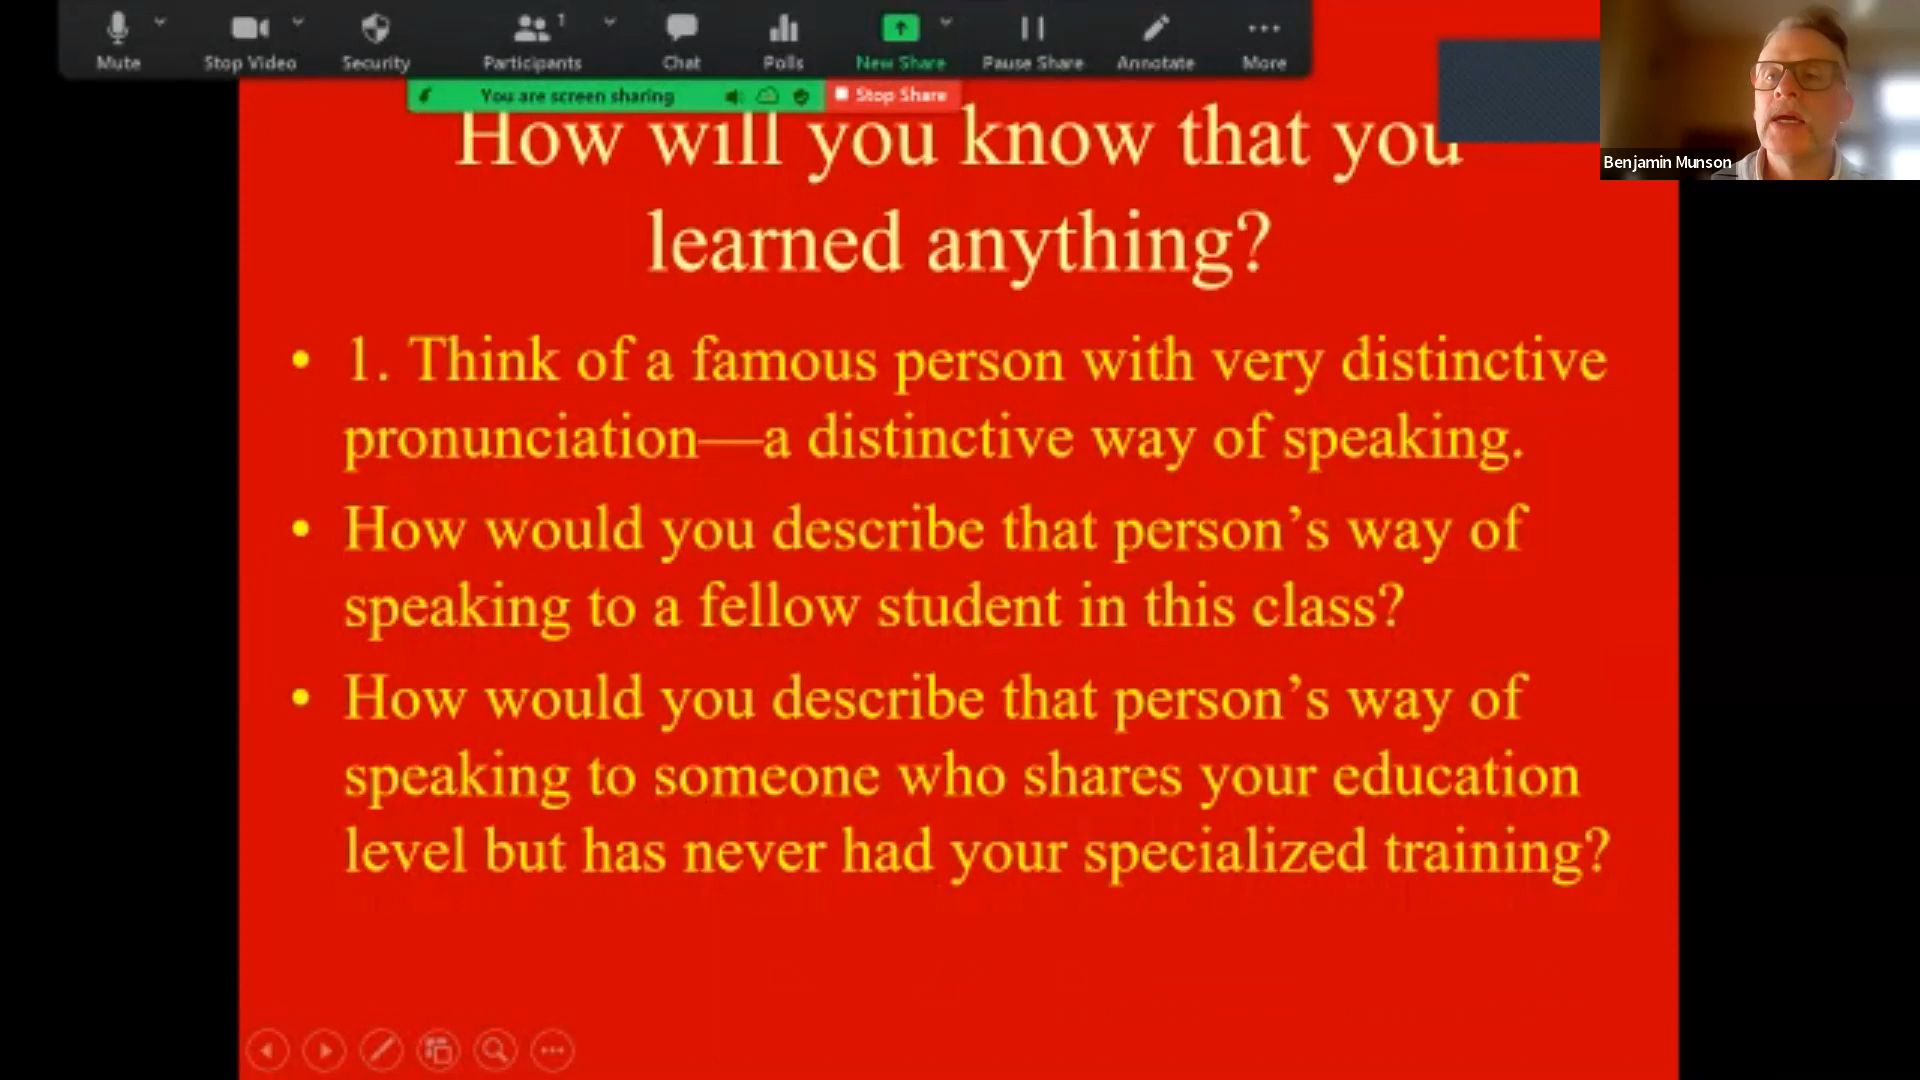 Mute
Stop Video
Security
Participants
1
Chat
Polls
New Share
Pause Share
Annotate
More
You are screen sharing
Stop Share
Benjamin Munson
How will you know that you
learned anything?
• 1. Think of a famous person with very distinctive
pronunciation—a distinctive way of speaking.
• How would you describe that person’s way of
speaking to a fellow student in this class?
• How would you describe that person’s way of
speaking to someone who shares your education
level but has never had your specialized training?